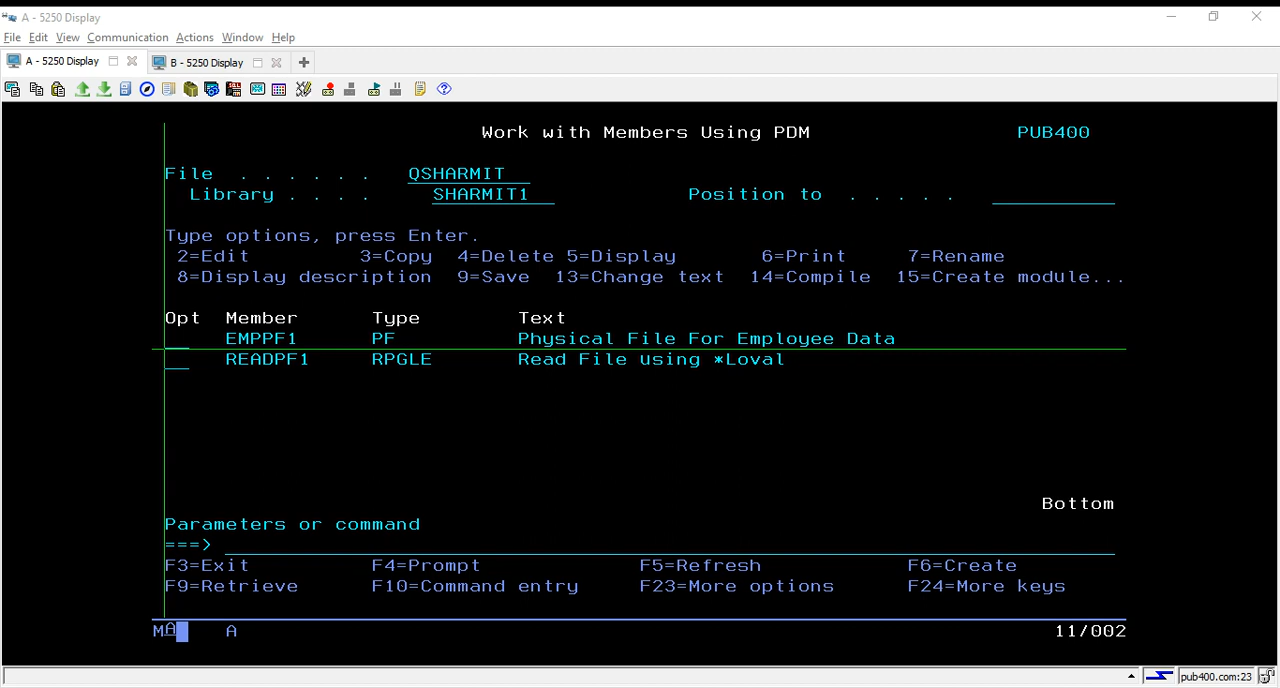 A - 5250 Display
File Edit View Communication Actions Window Help
A - 5250 Display B - 5250 Display
Work with Members Using PDM PUB400
File . . . . . . QSHARMIT
Library . . . . SHARMIT1 Position to . . . . .
Type options, press Enter.
2=Edit 3=Copy 4=Delete 5=Display 6=Print 7=Rename
8=Display description 9=Save 13=Change text 14=Compile 15=Create module...
Opt Member Type Text
EMPPF1 PF Physical File For Employee Data
READPF1 RPGLE Read File using *Loval
Bottom
Parameters or command
===>
F3=Exit F4=Prompt F5=Refresh F6=Create
F9=Retrieve F10=Command entry F23=More options F24=More keys
MA A 11/002
pub400.com:23